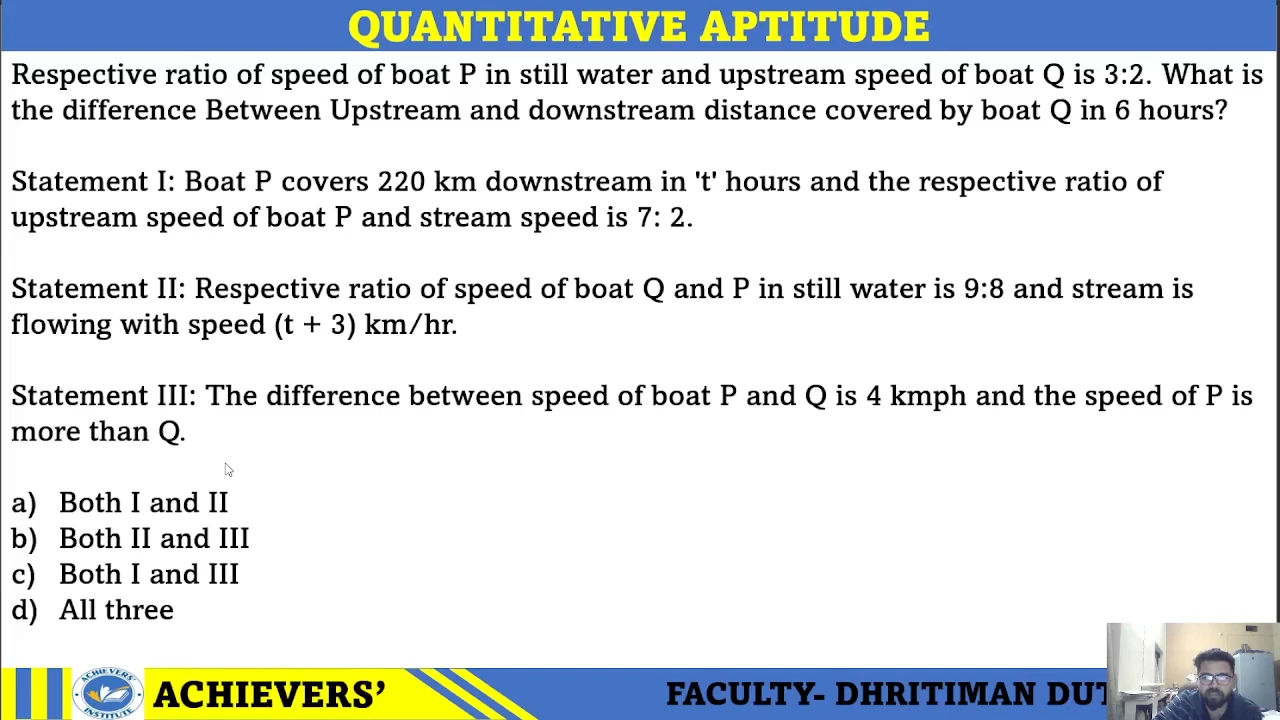 QUANTITATIVE APTITUDE
Respective ratio of speed of boat P in still water and upstream speed of boat Q is 3:2. What is
the difference Between Upstream and downstream distance covered by boat Q in 6 hours?
Statement I: Boat P covers 220 km downstream in 't' hours and the respective ratio of
upstream speed of boat P and stream speed is 7: 2.
Statement II: Respective ratio of speed of boat Q and P in still water is 9:8 and stream is
flowing with speed (t + 3) km/hr.
Statement III: The difference between speed of boat P and Q is 4 kmph and the speed of P is
more than Q.
a) Both I and II
b) Both II and III
c) Both I and III
d) All three
ACHIEVERS'
INSTITUTE
ACHIEVERS’
FACULTY- DHRITIMAN